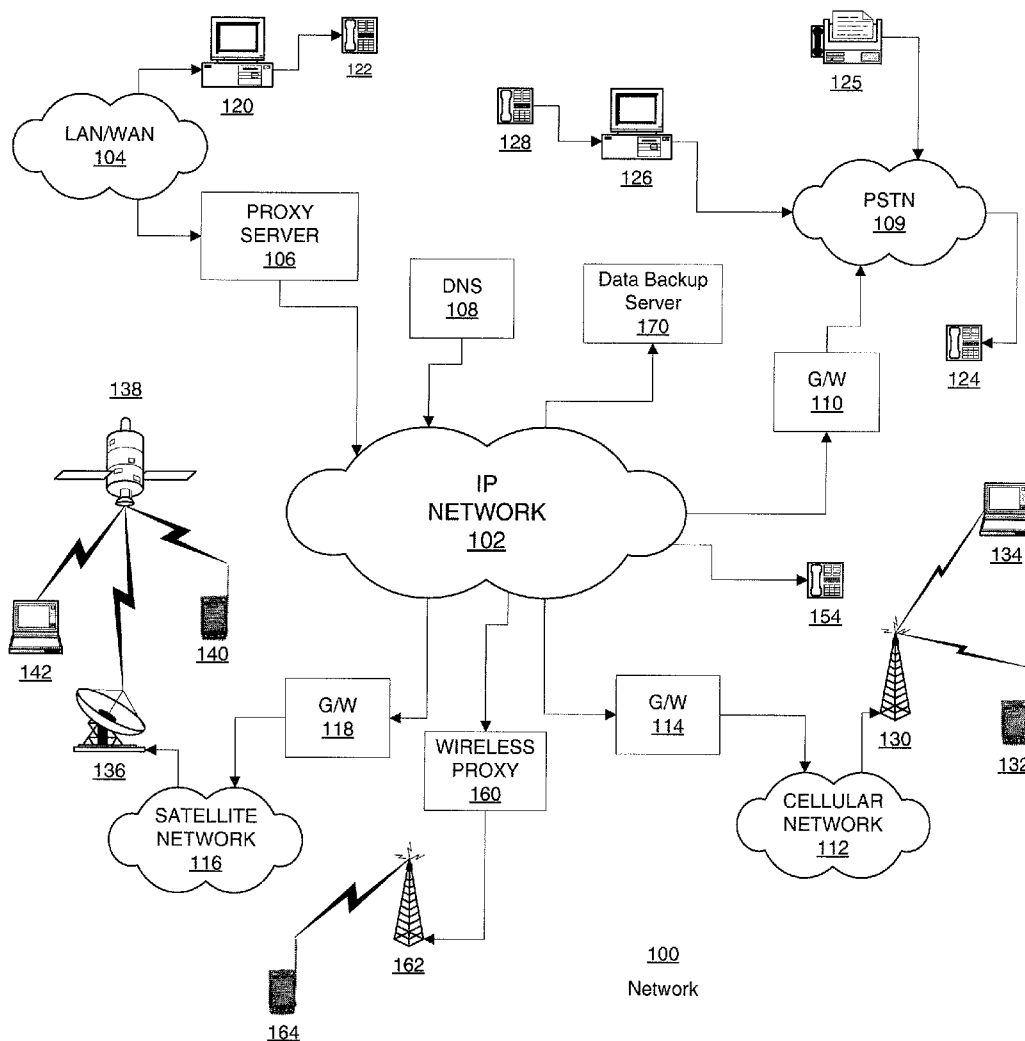 122
120
125
LAN/WAN
104
128
126
PSTN
109
PROXY
SERVER
106
DNS
108
Data Backup
Server
170
124
G/W
110
138
IP
NETWORK
102
134
154
142
140
G/W
118
G/W
114
130
132
136
WIRELESS
PROXY
160
SATELLITE
NETWORK
116
CELLULAR
NETWORK
112
162
100
Network
164